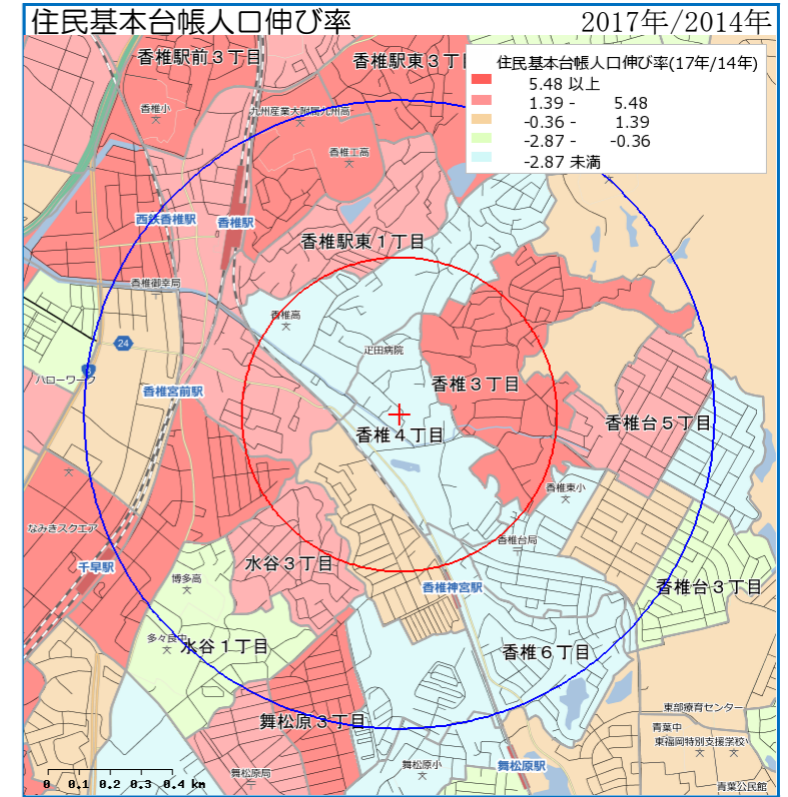 住民基本台帳人口伸び率
2017年/2014年
住民基本台帳人口伸び率(17年/14年)
5.48 以上
1.39 - 5.48
-0.36 - 1.39
-2.87 - -0.36
-2.87 未満
香椎駅前３丁目
香椎駅東３丁
香椎小
九州産業大附属九州高
香椎工高
西鉄香椎駅
香椎駅
香椎駅東１丁目
香椎御幸局
香椎高
24
疋田病院
ハローワーク
香椎３丁目
香椎宮前駅
香椎台５丁目
香椎４丁目
香椎東小
なみきスクエア
香椎台局
千早駅
水谷３丁目
博多高
香椎神宮駅
香椎台３丁目
多々良中
水谷１丁目
香椎６丁目
東部療育センター
舞松原３丁目
青葉中
東福岡特別支援学校
舞松原局
舞松原小
舞松原駅
0 0.1 0.2 0.3 0.4 km
青葉公民館